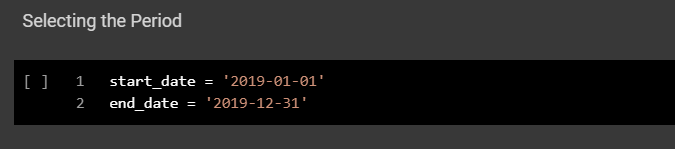 Selecting the Period
[ ] 1 start_date = '2019-01-01'
2 end_date = '2019-12-31'